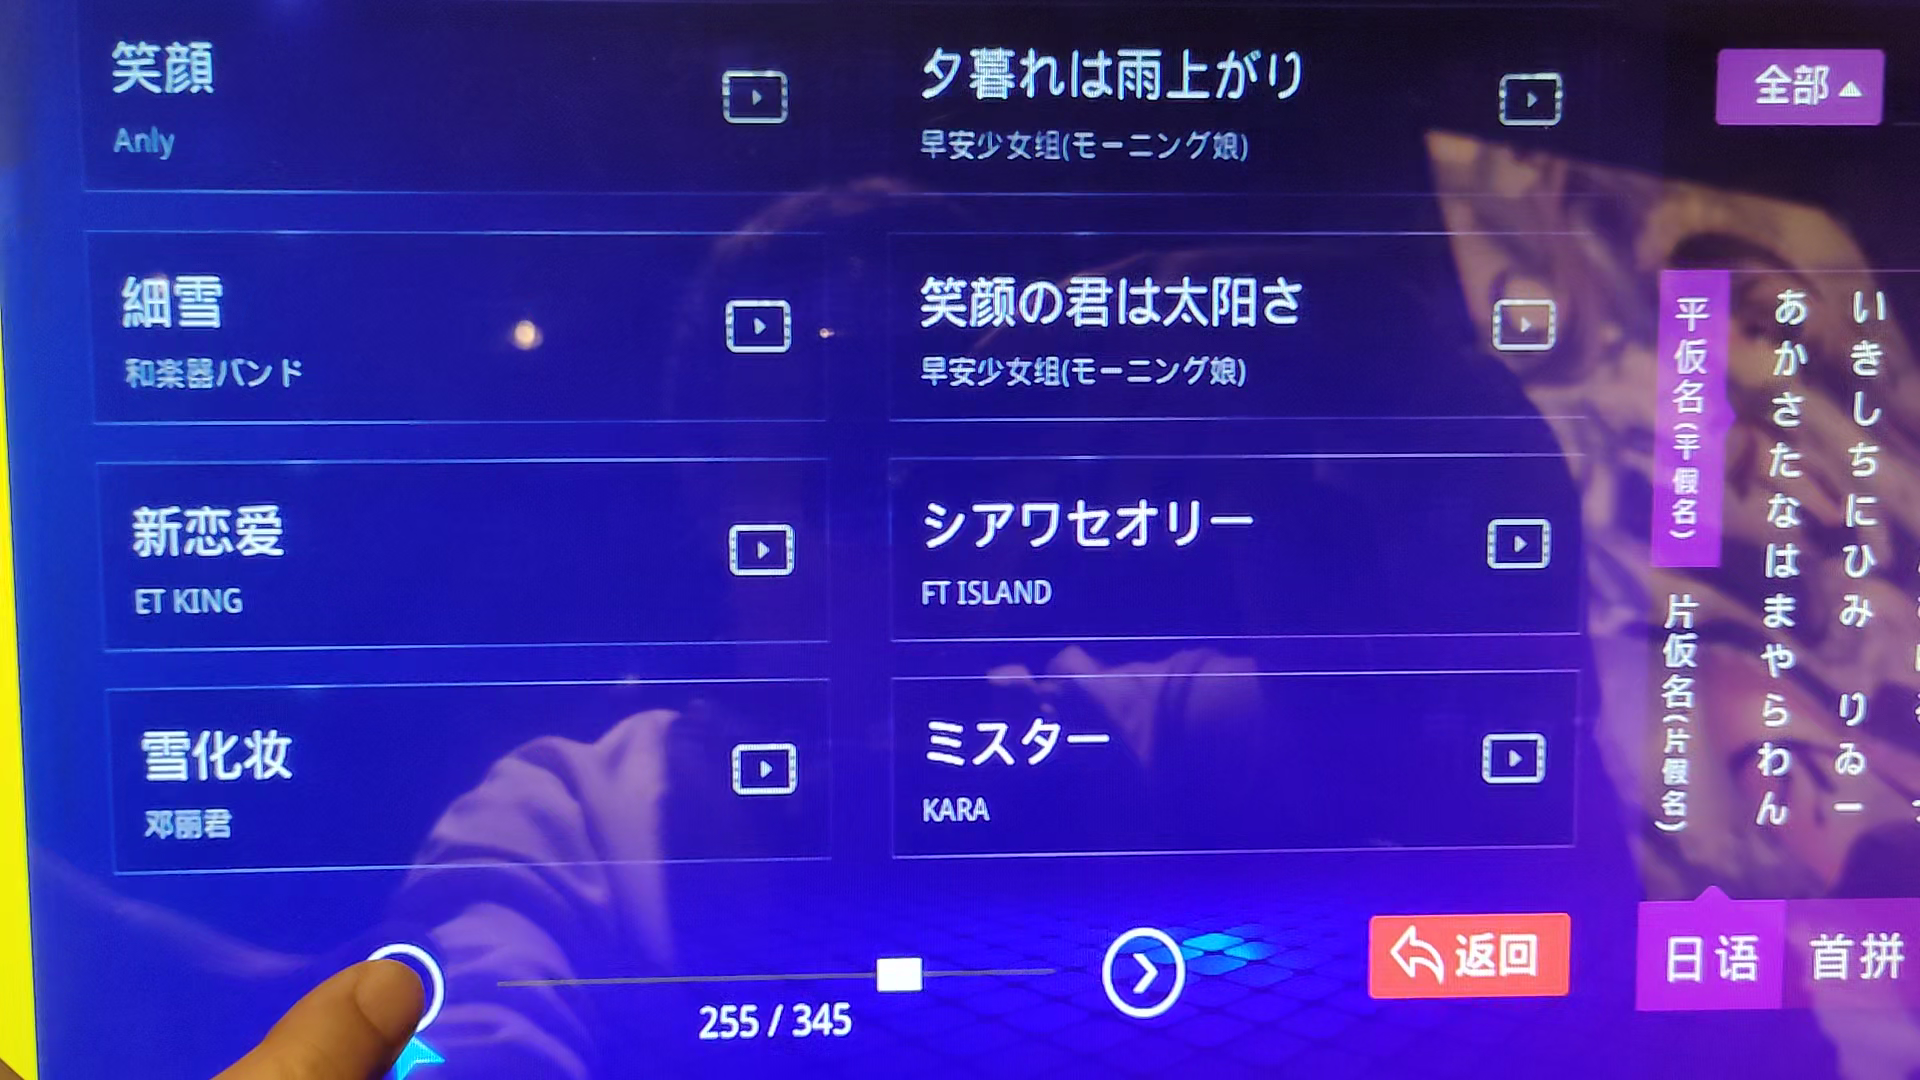 笑顔
Anly
夕暮れは雨上がり
早安少女组(モーニング娘)
全部
細雪
和楽器バンド
笑颜の君は太阳さ
早安少女组(モーニング娘)
新恋爱
ET KING
シアワセオリー
FT ISLAND
雪化妆
邓丽君
ミスター
KARA
平仮名(平假名)
片仮名(片假名)
あかさたなはまやらわん
いきしちにひみ りゐー
255 / 345
返回
日语
首拼